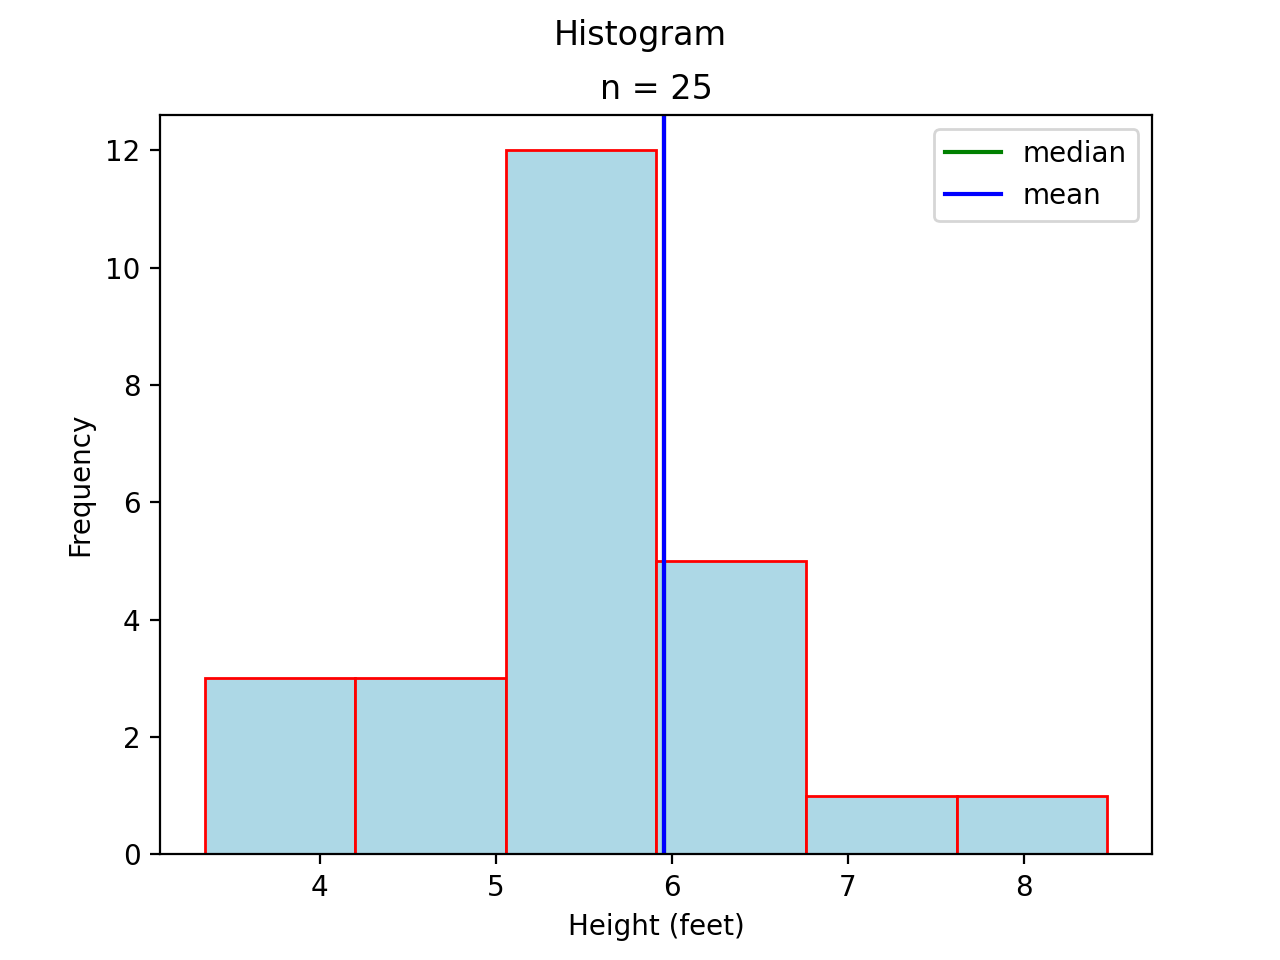 Histogram
n = 25
median
mean
12
10
8
6
4
2
0
Frequency
4 5 6 7 8
Height (feet)